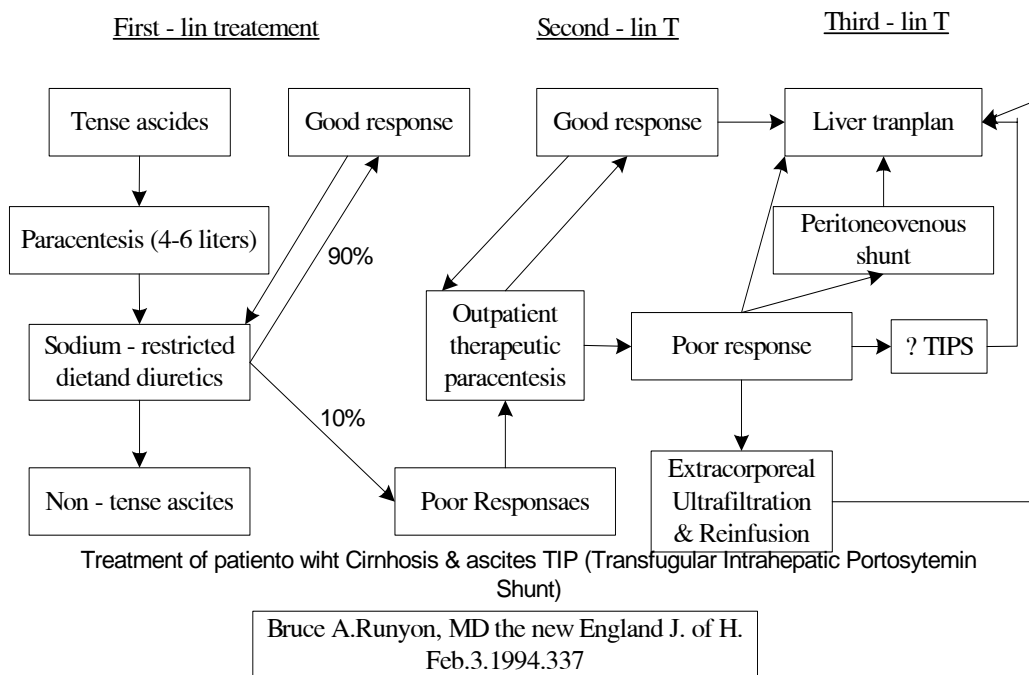 First - lin treatement
Second - lin T
Third - lin T
Tense ascides
Good response
Good response
Liver tranplan
Paracentesis (4-6 liters)
90%
Peritoneovenous
shunt
Sodium - restricted
dietand diuretics
Outpatient
therapeutic
paracentesis
Poor response
? TIPS
10%
Non - tense ascites
Poor Responsaes
Extracorporeal
Ultrafiltration
& Reinfusion
Treatment of patiento wiht Cirnhosis & ascites TIP (Transfugular Intrahepatic Portosytemin
Shunt)
Bruce A.Runyon, MD the new England J. of H.
Feb.3.1994.337